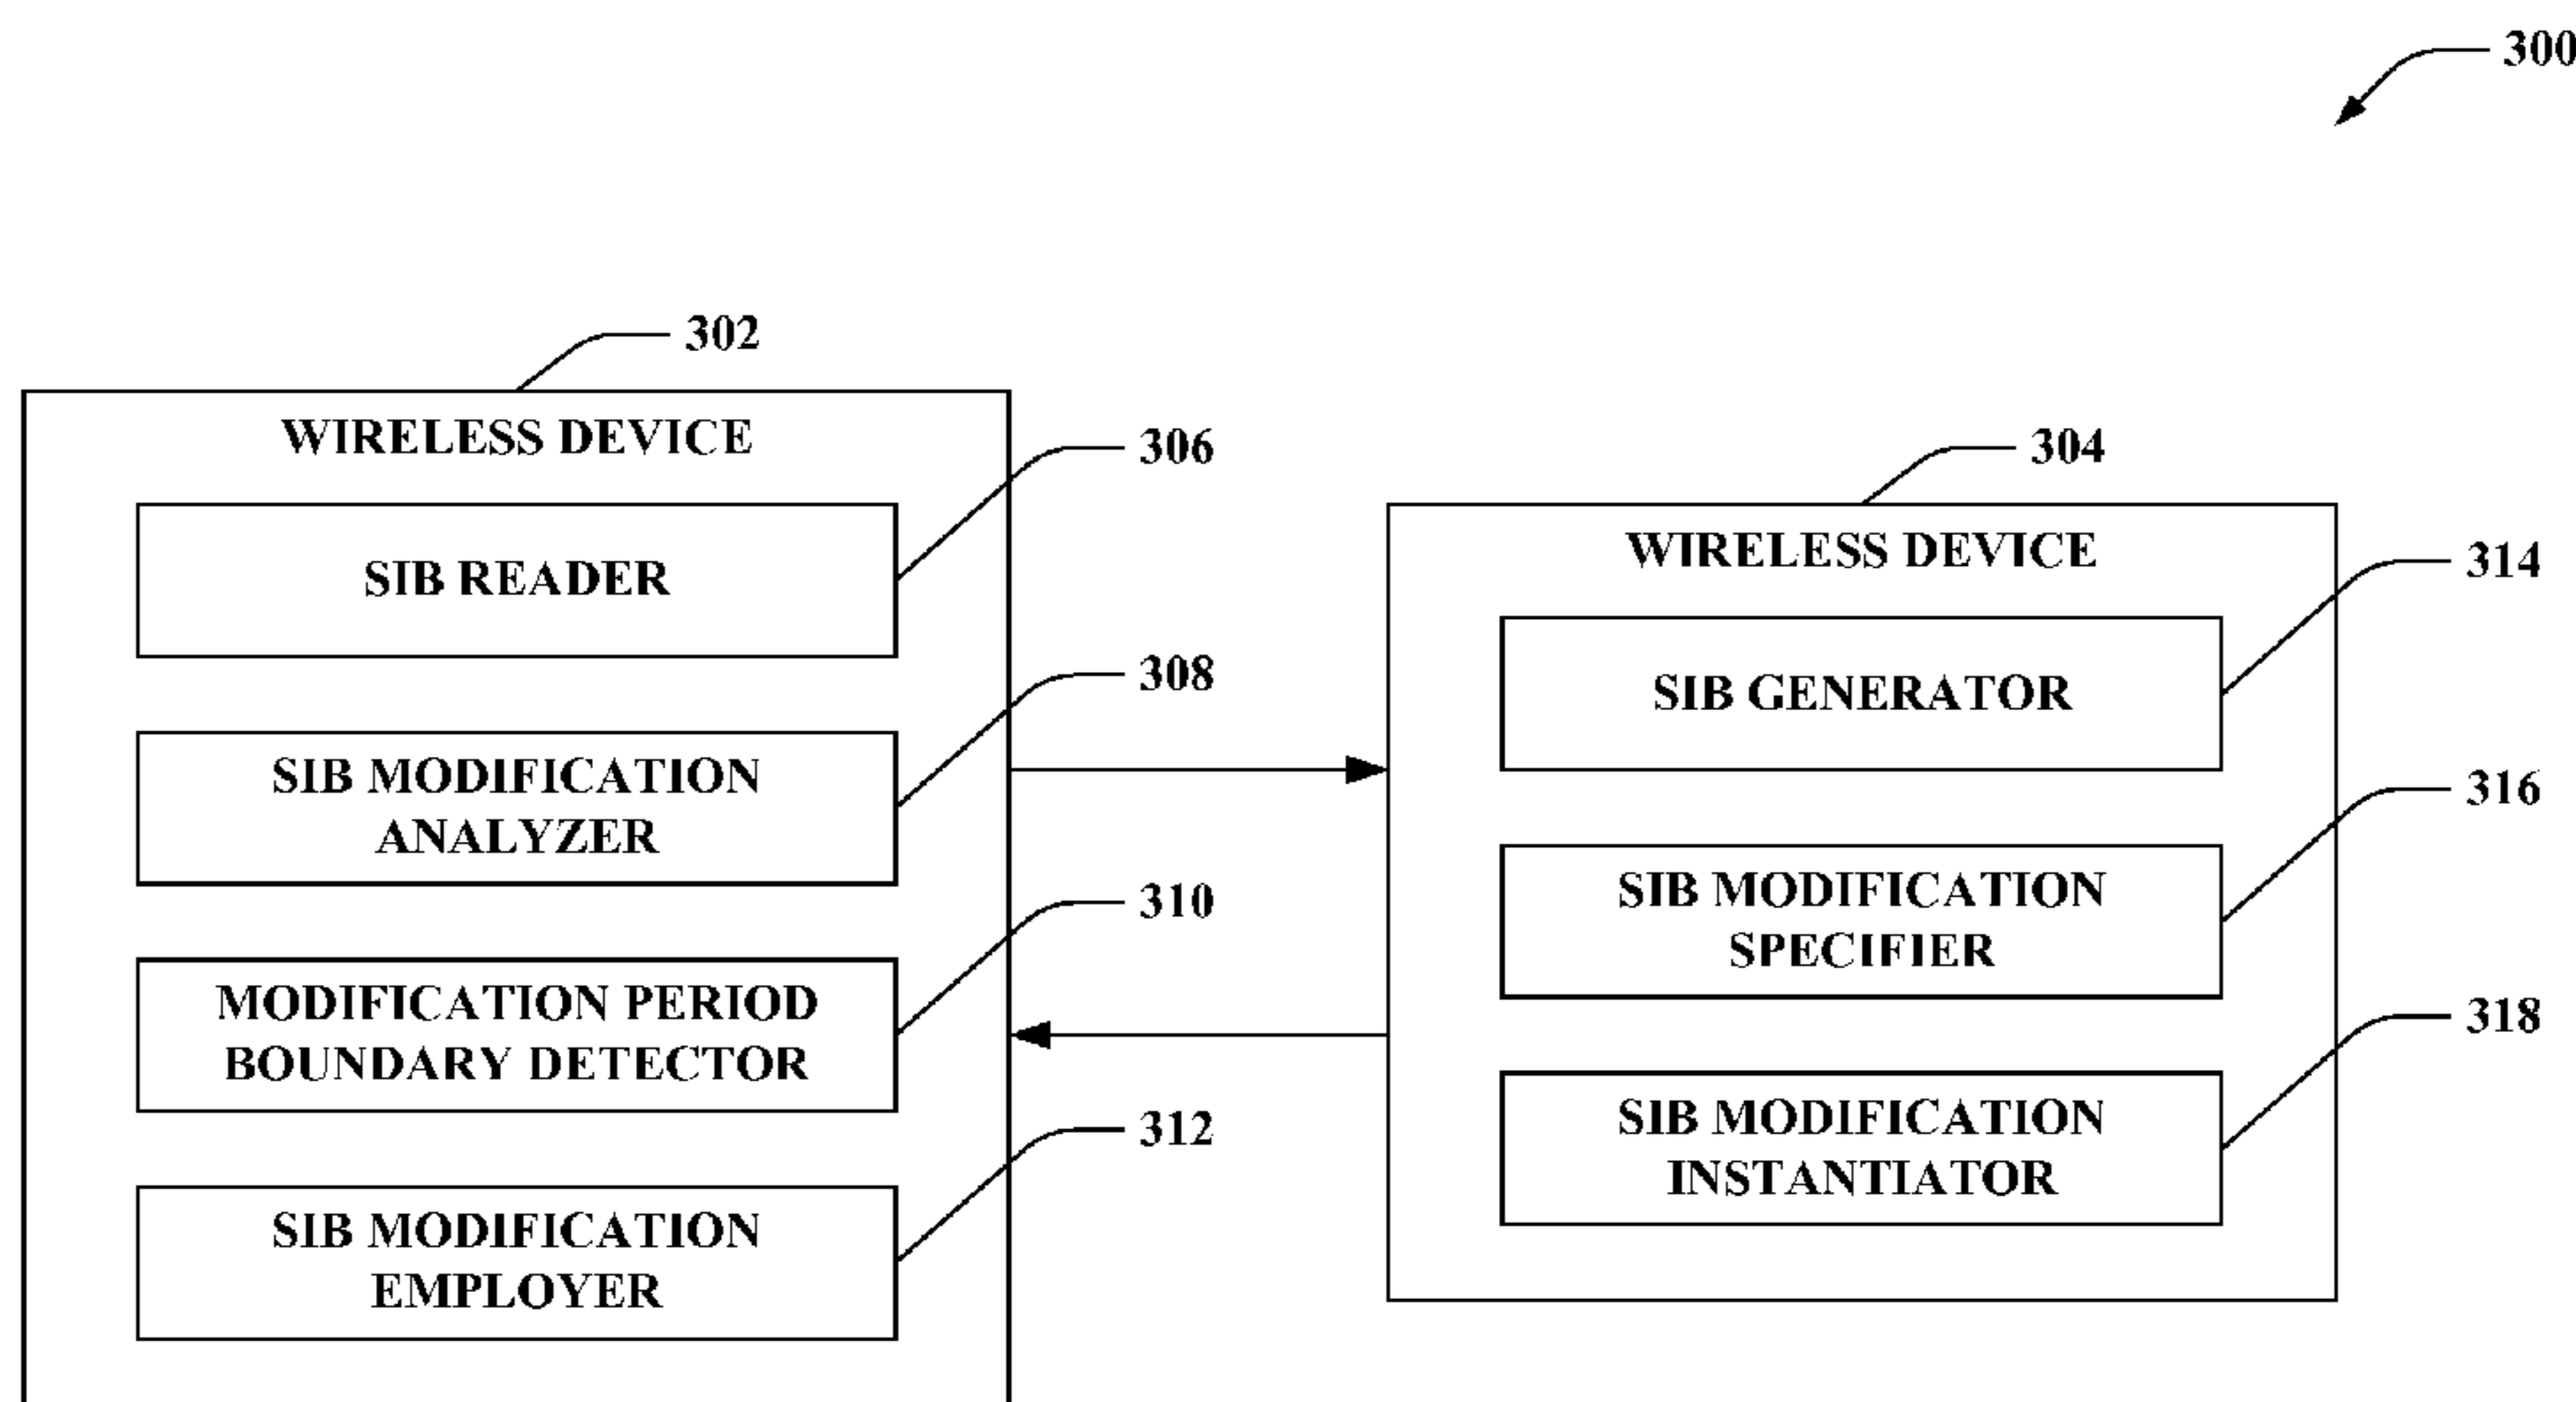 300
302
WIRELESS DEVICE
306
SIB READER
308
SIB MODIFICATION
ANALYZER
310
MODIFICATION PERIOD
BOUNDARY DETECTOR
312
SIB MODIFICATION
EMPLOYER
304
WIRELESS DEVICE
314
SIB GENERATOR
316
SIB MODIFICATION
SPECIFIER
318
SIB MODIFICATION
INSTANTIATOR